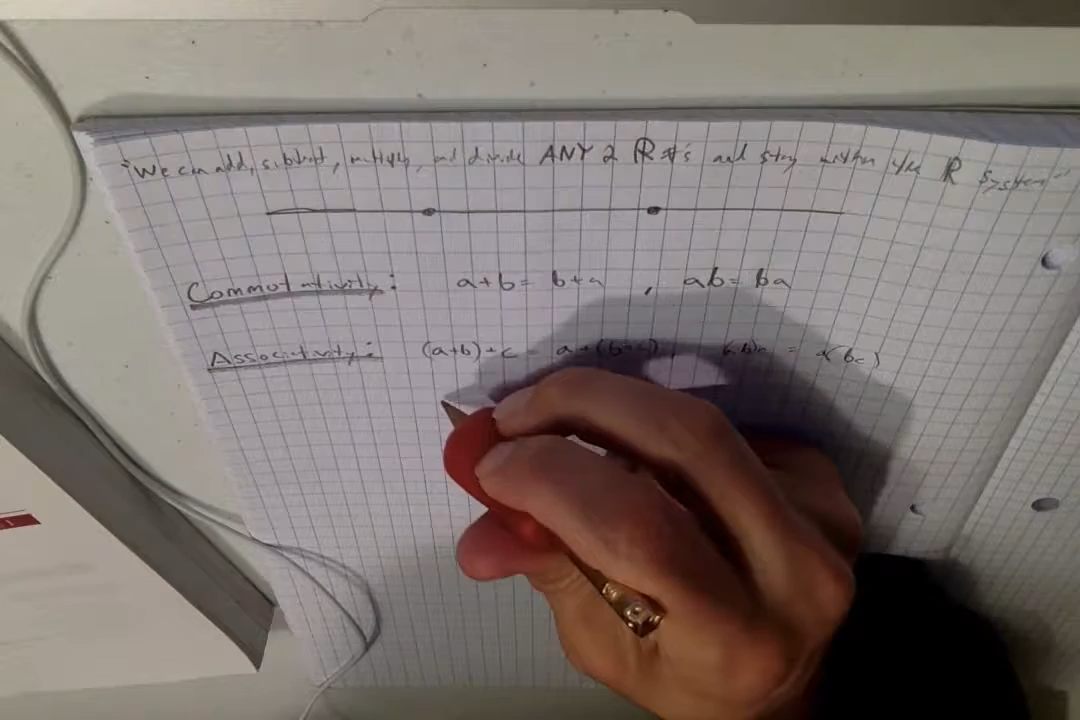 "We can add, subtract, multiply, and divide ANY 2 ℝ #'s and stay within the ℝ system"
Commutativity: a+b = b+a , ab = ba
Associativity: (a+b)+c = a+(b+c), (ab)c = a(bc)